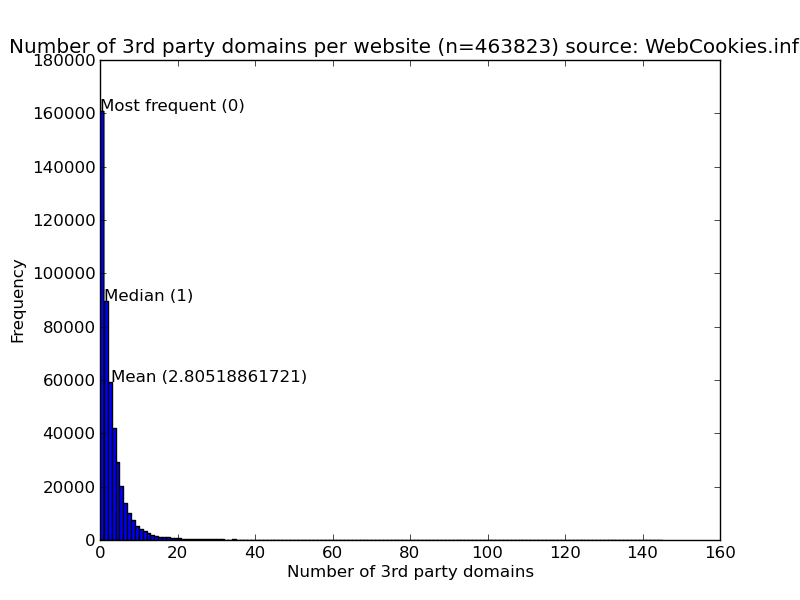 Number of 3rd party domains per website (n=463823) source: WebCookies.inf
180000
160000
140000
120000
100000
80000
60000
40000
20000
0
Frequency
Most frequent (0)
Median (1)
Mean (2.80518861721)
0 20 40 60 80 100 120 140 160
Number of 3rd party domains